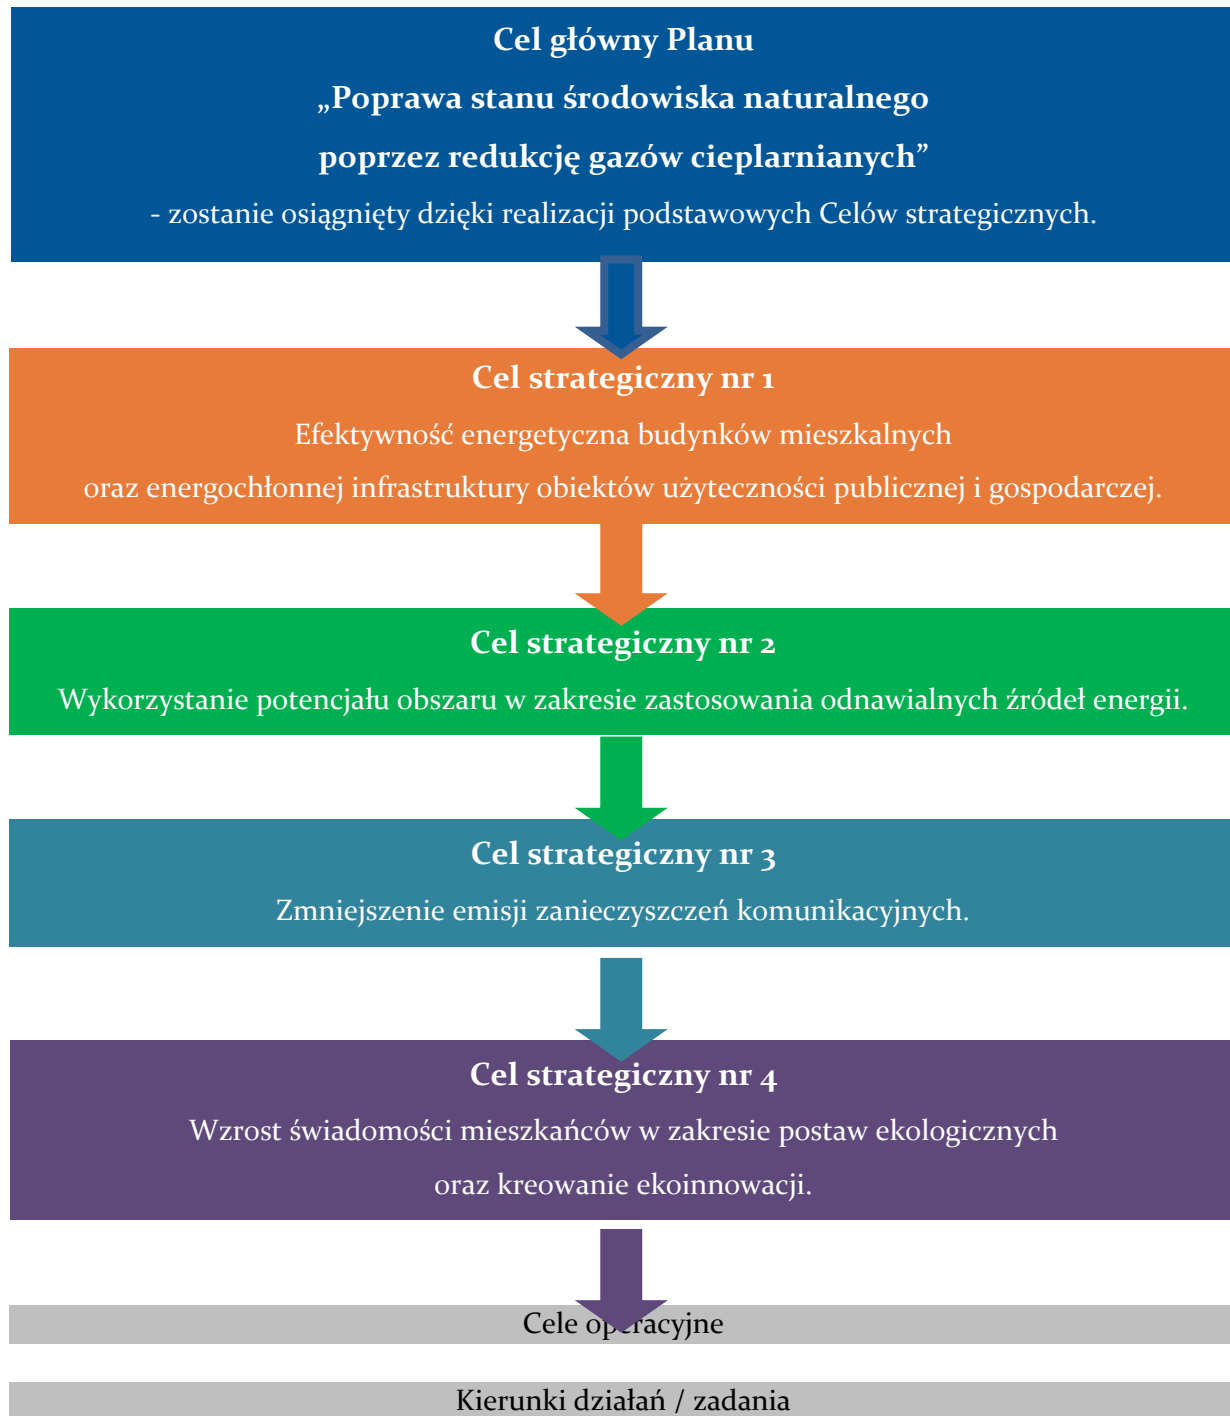 Cel główny Planu
„Poprawa stanu środowiska naturalnego
poprzez redukcję gazów cieplarnianych”
- zostanie osiągnięty dzięki realizacji podstawowych Celów strategicznych.
Cel strategiczny nr 1
Efektywność energetyczna budynków mieszkalnych
oraz energochłonnej infrastruktury obiektów użyteczności publicznej i gospodarczej.
Cel strategiczny nr 2
Wykorzystanie potencjału obszaru w zakresie zastosowania odnawialnych źródeł energii.
Cel strategiczny nr 3
Zmniejszenie emisji zanieczyszczeń komunikacyjnych.
Cel strategiczny nr 4
Wzrost świadomości mieszkańców w zakresie postaw ekologicznych
oraz kreowanie ekoinnowacji.
Cele operacyjne
Kierunki działań / zadania